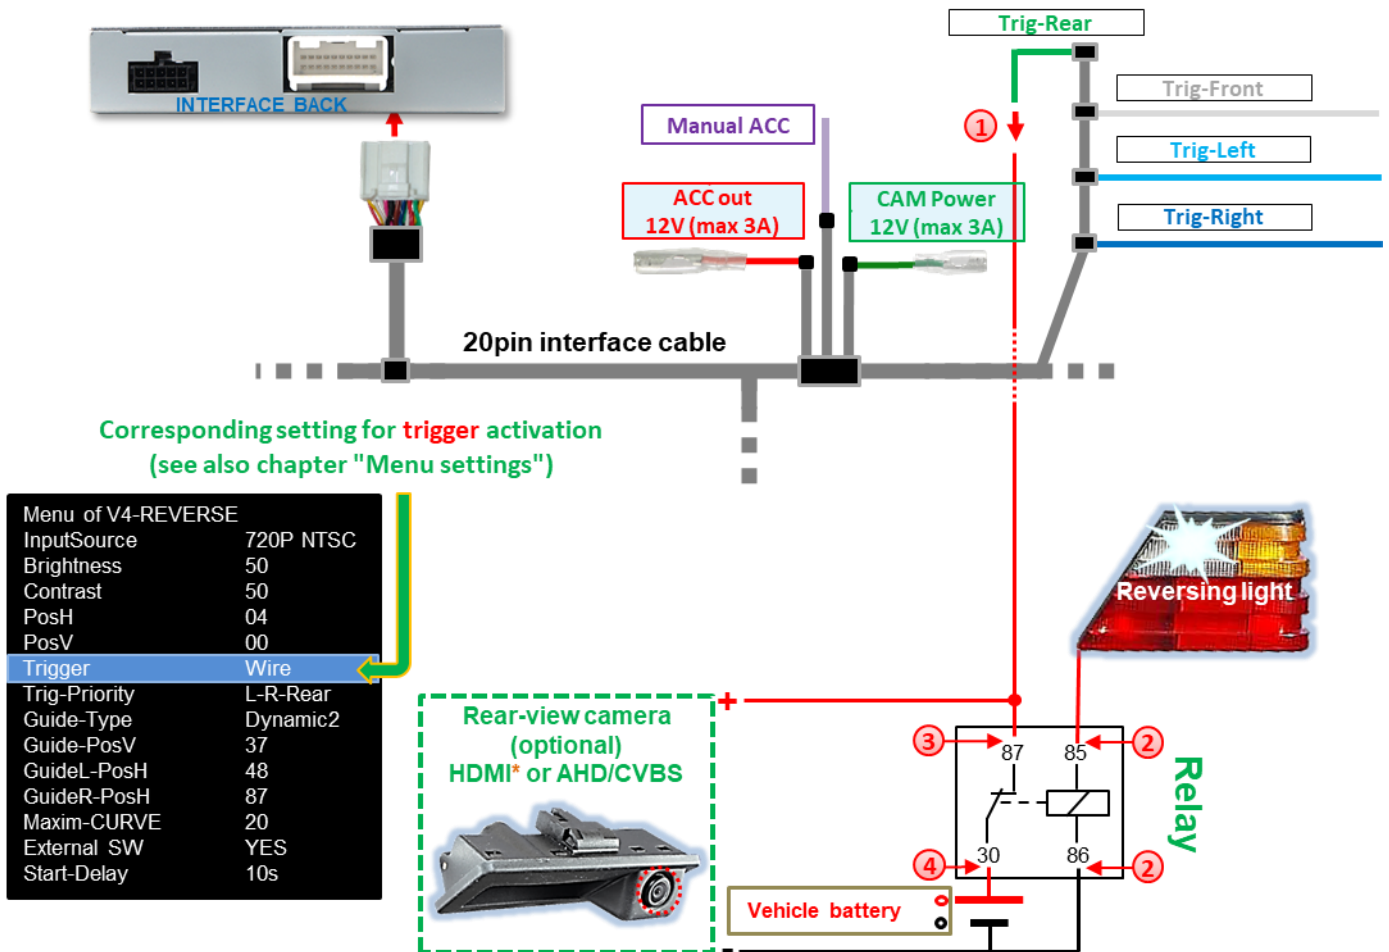 INTERFACE BACK
Trig-Rear
Trig-Front
Trig-Left
Trig-Right
1
Manual ACC
ACC out
12V (max 3A)
CAM Power
12V (max 3A)
20pin interface cable
Corresponding setting for trigger activation
(see also chapter "Menu settings")
Menu of V4-REVERSE
InputSource 720P NTSC
Brightness 50
Contrast 50
PosH 04
PosV 00
Trigger Wire
Trig-Priority L-R-Rear
Guide-Type Dynamic2
Guide-PosV 37
GuideL-PosH 48
GuideR-PosH 87
Maxim-CURVE 20
External SW YES
Start-Delay 10s
Rear-view camera
(optional)
HDMI* or AHD/CVBS
+
-
Reversing light
3
87
85
2
Relay
4
30
86
2
Vehicle battery